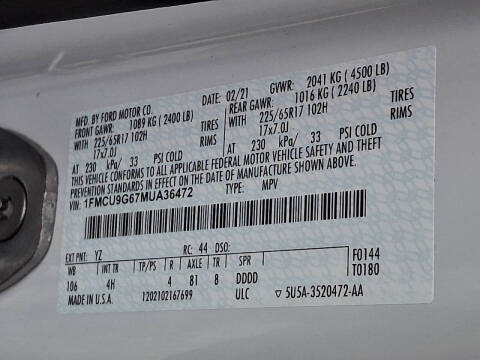 MFD. BY FORD MOTOR CO.
DATE: 02/21 GVWR: 2041 KG ( 4500 LB)
FRONT GAWR: 1089 KG ( 2400 LB) REAR GAWR: 1016 KG ( 2240 LB)
WITH 225/65R17 102H TIRES WITH 225/65R17 102H TIRES
17x7.0J RIMS 17x7.0J RIMS
AT 230 kPa/ 33 PSI COLD AT 230 kPa/ 33 PSI COLD
THIS VEHICLE CONFORMS TO ALL APPLICABLE FEDERAL MOTOR VEHICLE SAFETY AND THEFT
PREVENTION STANDARDS IN EFFECT ON THE DATE OF MANUFACTURE SHOWN ABOVE.
VIN: 1FMCU9G67MUA36472 TYPE: MPV
EXT PNT: YZ RC: 44 DSO: F0144
WB INT TR TP/PS R AXLE TR SPR T0180
106 4H 4 81 8 DDDD
MADE IN U.S.A. 1202102167699 ULC ▽5U5A-3520472-AA